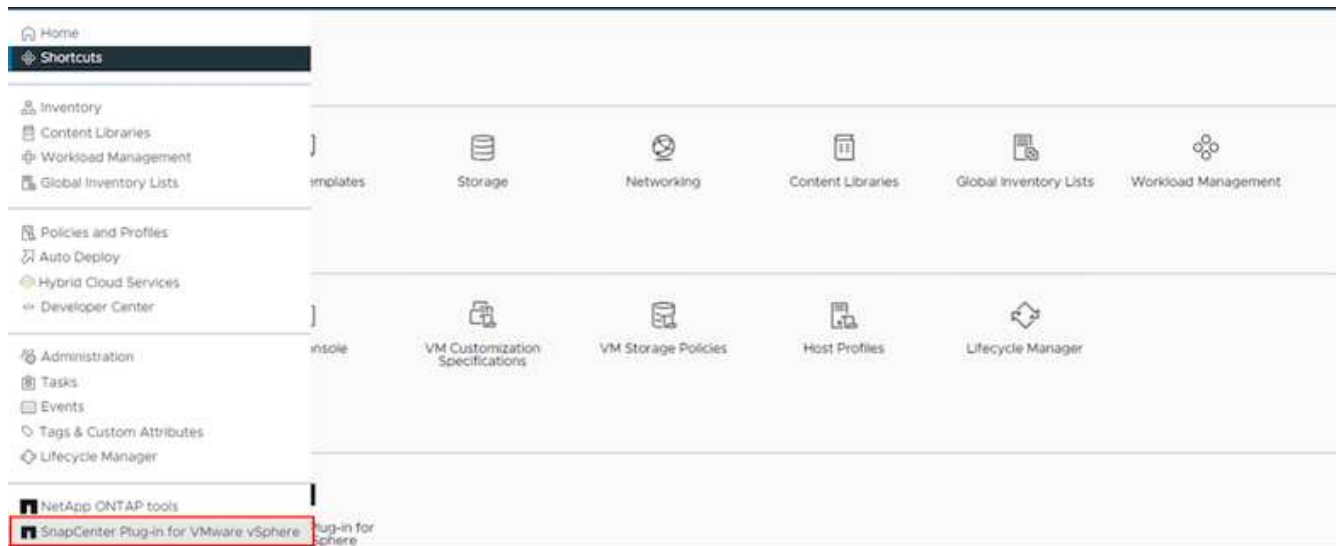 Home
Shortcuts
Inventory
Content Libraries
Workload Management
Global Inventory Lists
Policies and Profiles
Auto Deploy
Hybrid Cloud Services
Developer Center
Administration
Tasks
Events
Tags & Custom Attributes
Lifecycle Manager
NetApp ONTAP tools
SnapCenter Plug-in for VMware vSphere
emplates
Storage
Networking
Content Libraries
Global Inventory Lists
Workload Management
onsole
VM Customization
Specifications
VM Storage Policies
Host Profiles
Lifecycle Manager
lug-in for
Sphere